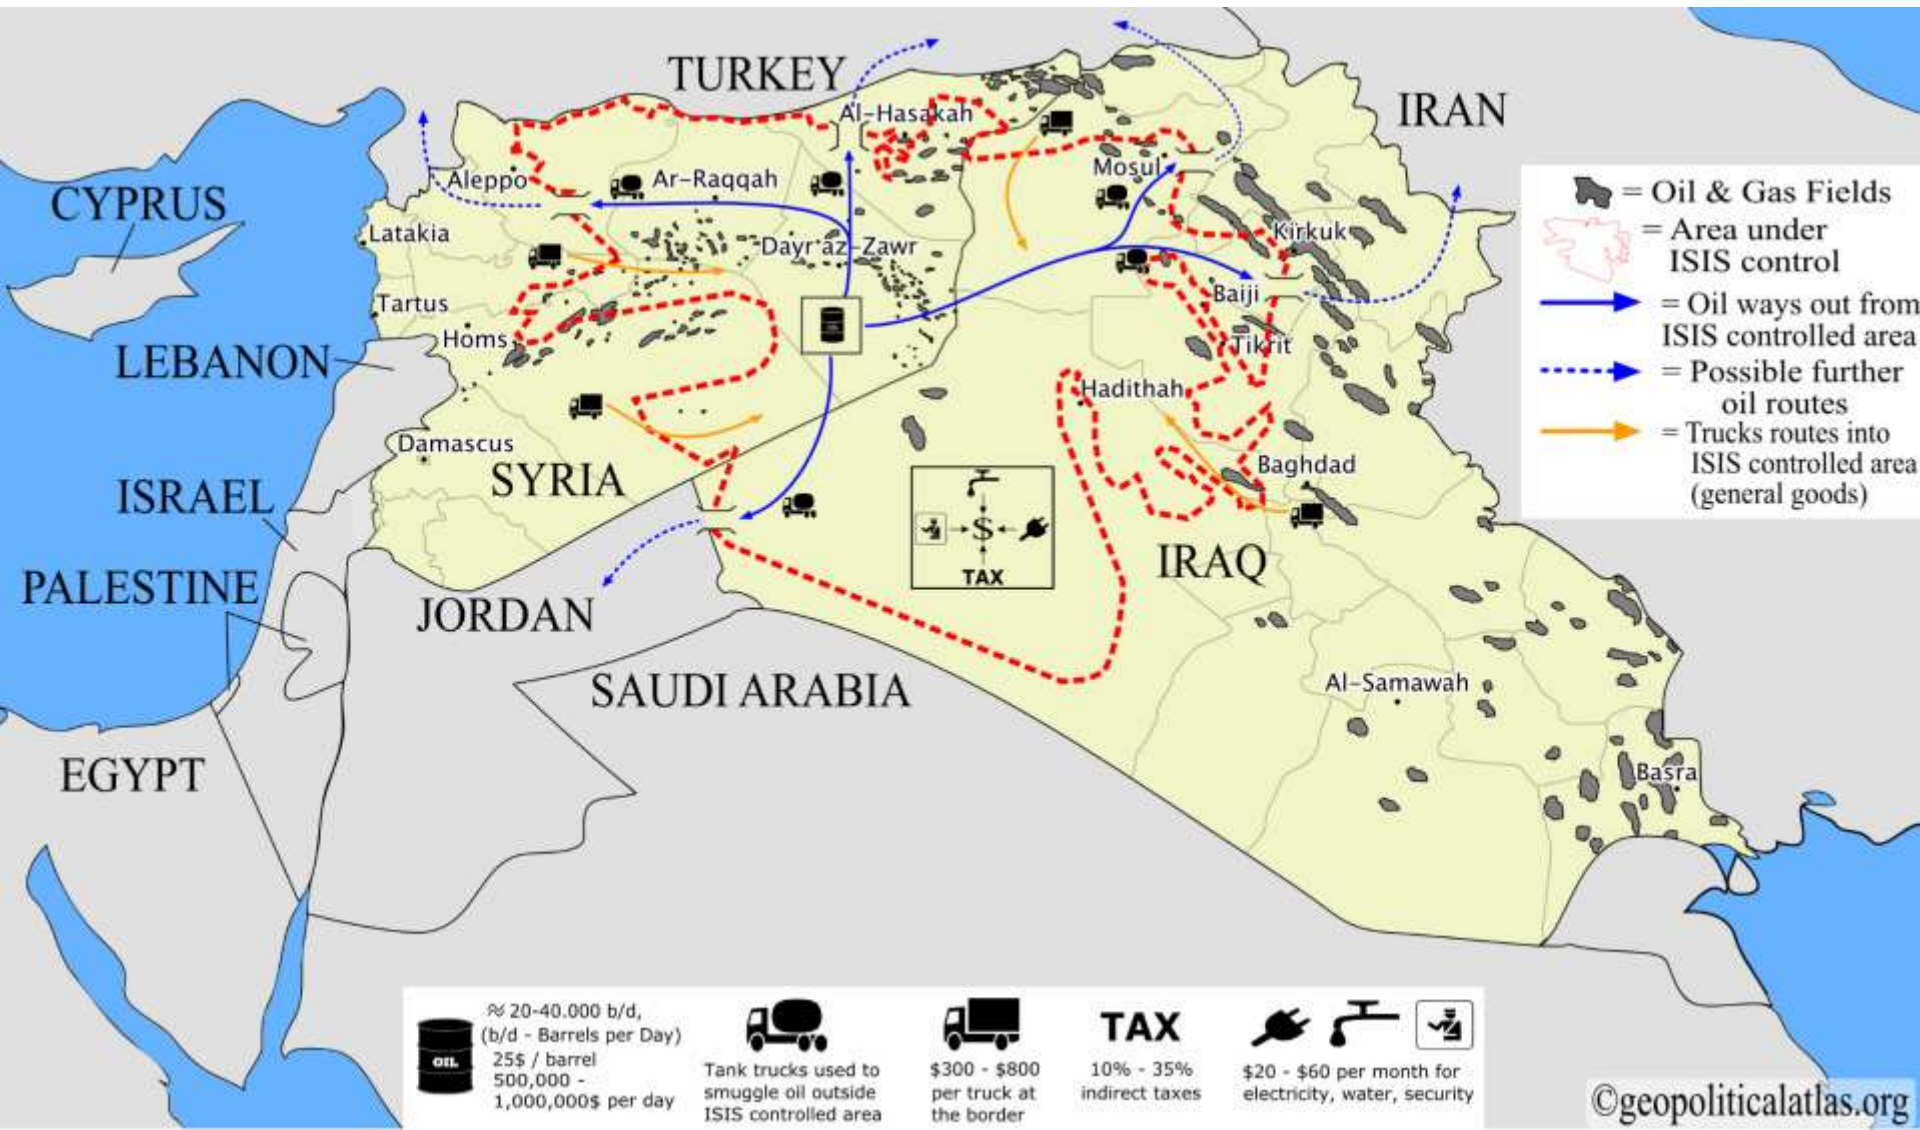 TURKEY
IRAN
Al-Hasakah
Mosul
Aleppo
Ar-Raqqah
CYPRUS
Latakia
Dayr az-Zawr
Kirkuk
Tartus
Baiji
Homs
Tikrit
LEBANON
Hadithah
Damascus
SYRIA
Baghdad
ISRAEL
$
TAX
IRAQ
PALESTINE
JORDAN
SAUDI ARABIA
Al-Samawah
EGYPT
Basra
= Oil & Gas Fields
= Area under
ISIS control
= Oil ways out from
ISIS controlled area
= Possible further
oil routes
= Trucks routes into
ISIS controlled area
(general goods)
OIL
≈ 20-40.000 b/d,
(b/d - Barrels per Day)
25$ / barrel
500,000 -
1,000,000$ per day
Tank trucks used to
smuggle oil outside
ISIS controlled area
$300 - $800
per truck at
the border
TAX
10% - 35%
indirect taxes
$20 - $60 per month for
electricity, water, security
©geopoliticalatlas.org